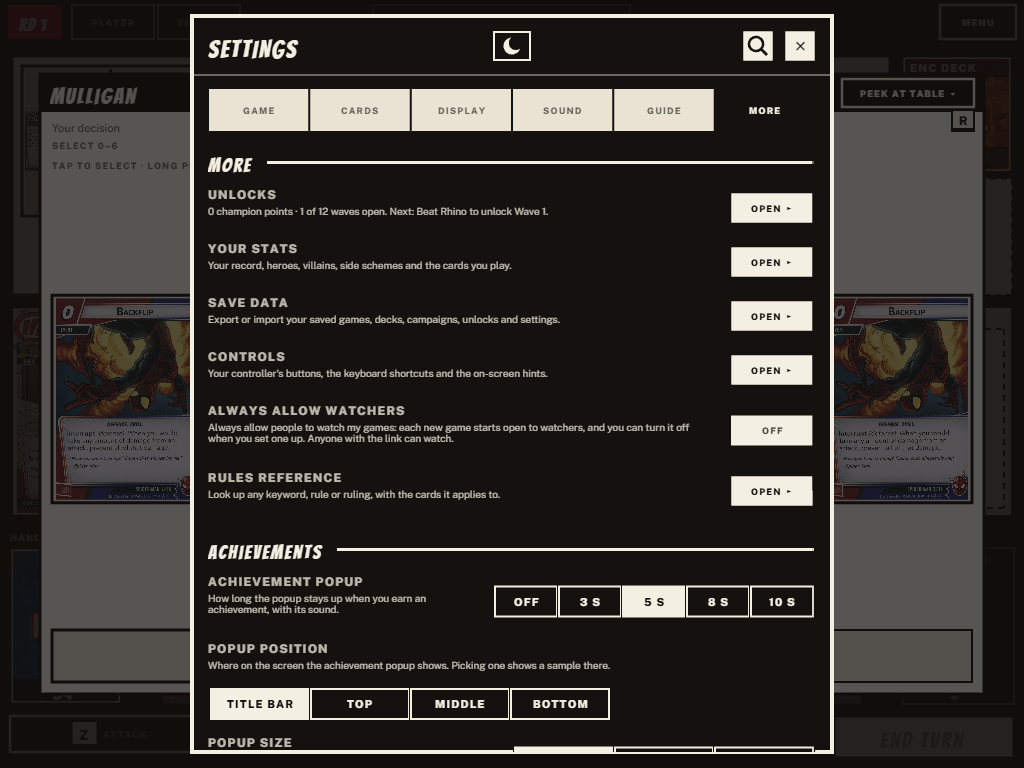 RD 1
PLAYER
MENU
SETTINGS
×
ENC DECK
MULLIGAN
PEEK AT TABLE
R
GAME
CARDS
DISPLAY
SOUND
GUIDE
MORE
Your decision
SELECT 0–6
TAP TO SELECT · LONG P
MORE
UNLOCKS
0 champion points · 1 of 12 waves open. Next: Beat Rhino to unlock Wave 1.
OPEN
YOUR STATS
Your record, heroes, villains, side schemes and the cards you play.
OPEN
SAVE DATA
Export or import your saved games, decks, campaigns, unlocks and settings.
OPEN
CONTROLS
Your controller's buttons, the keyboard shortcuts and the on-screen hints.
OPEN
ALWAYS ALLOW WATCHERS
Always allow people to watch my games: each new game starts open to watchers, and you can turn it off
when you set one up. Anyone with the link can watch.
OFF
RULES REFERENCE
Look up any keyword, rule or ruling, with the cards it applies to.
OPEN
0
BACKFLIP
0
BACKFLIP
ACHIEVEMENTS
ACHIEVEMENT POPUP
How long the popup stays up when you earn an
achievement, with its sound.
OFF
3 S
5 S
8 S
10 S
POPUP POSITION
Where on the screen the achievement popup shows. Picking one shows a sample there.
TITLE BAR
TOP
MIDDLE
BOTTOM
POPUP SIZE
HAND
Z
ATTACK
END TURN